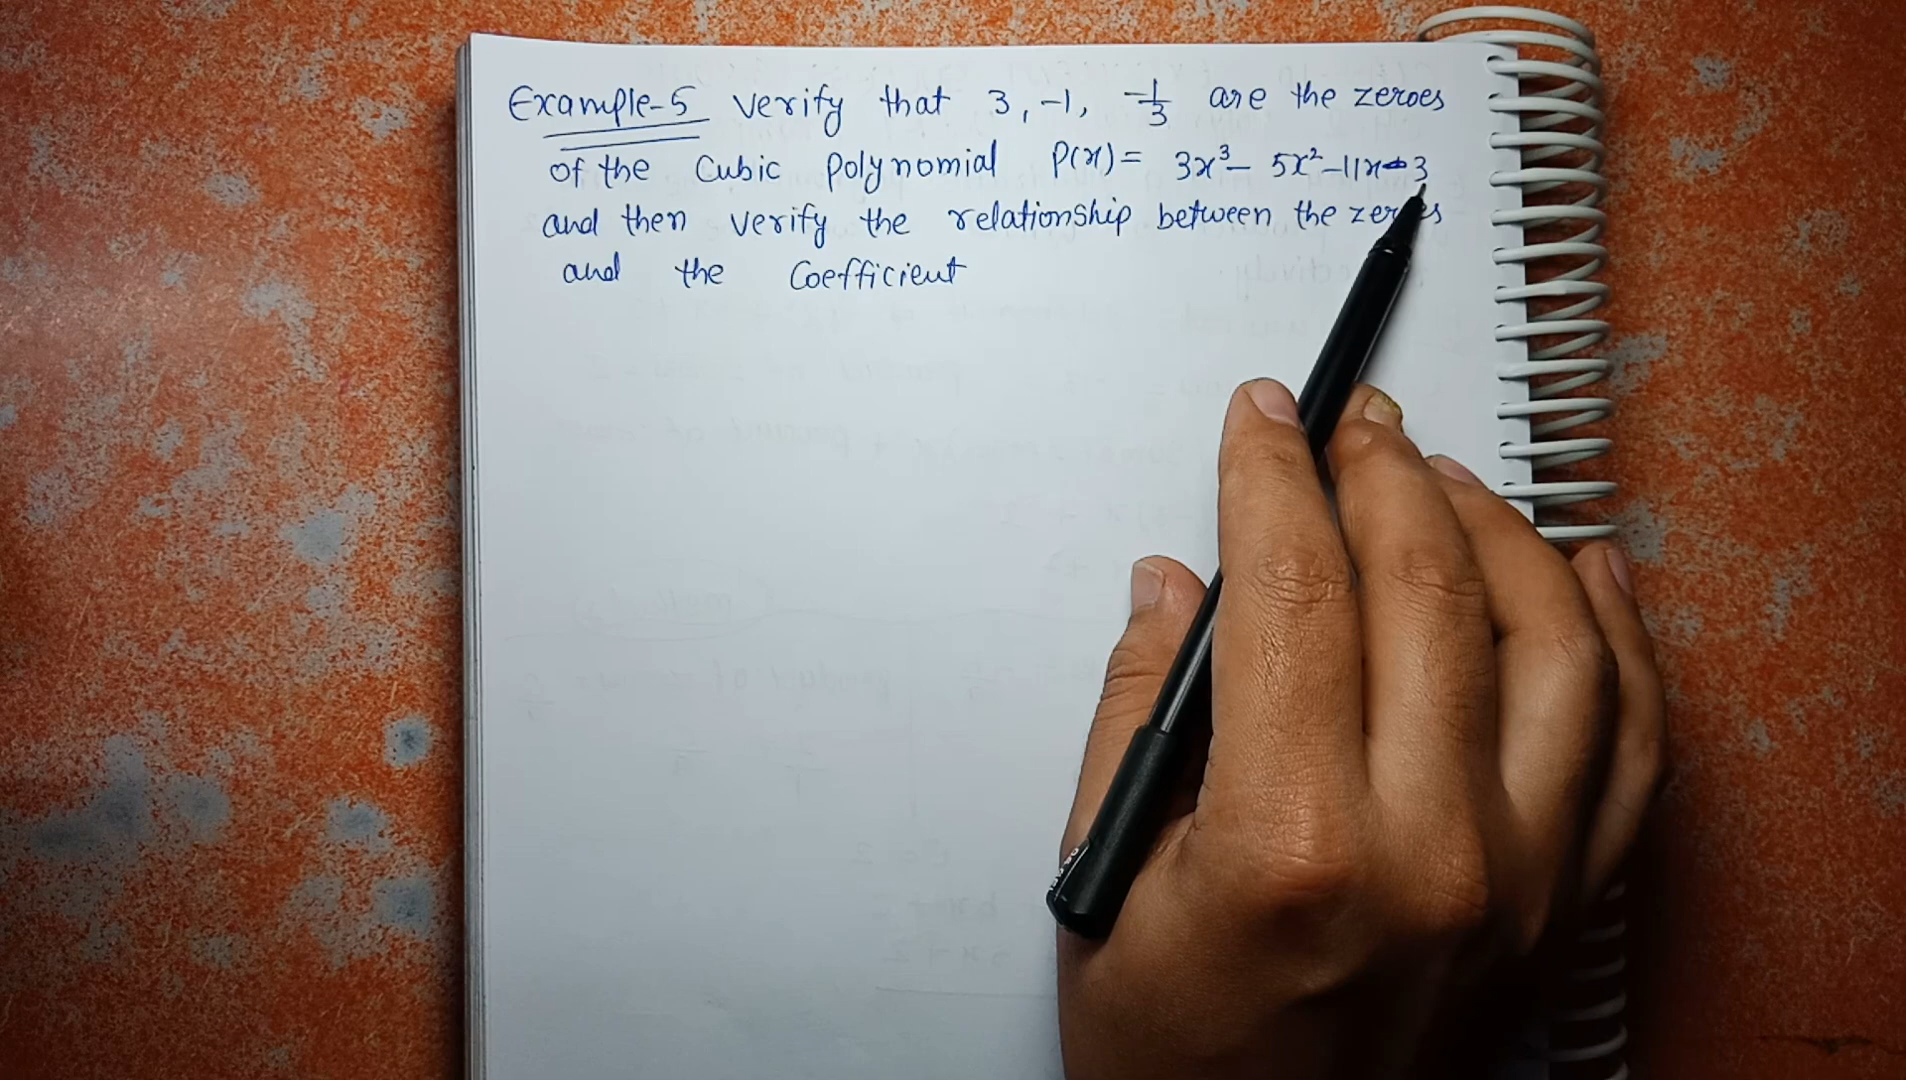 Example-5 verify that 3, -1, -1/3 are the zeroes
of the Cubic Polynomial P(x) = 3x³ - 5x² - 11x - 3
and then verify the relationship between the zeroes
and the Coefficient